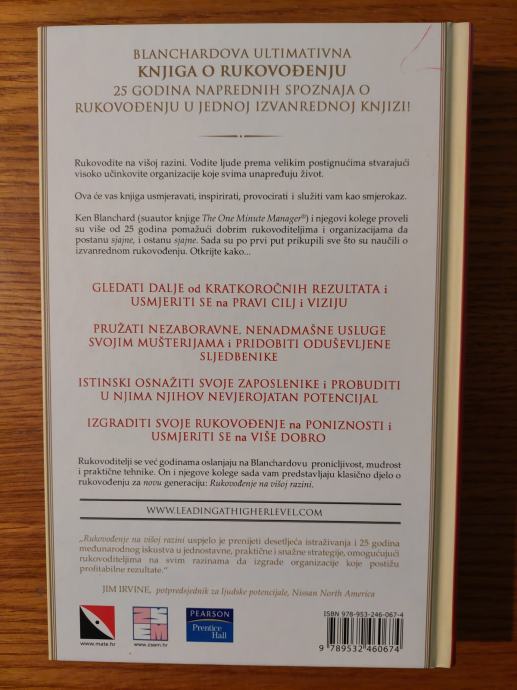 BLANCHARDOVA ULTIMATIVNA
KNJIGA O RUKOVOĐENJU
25 GODINA NAPREDNIH SPOZNAJA O
RUKOVOĐENJU U JEDNOJ IZVANREDNOJ KNJIZI!
Rukovodite na višoj razini. Vodite ljude prema velikim postignućima stvarajući
visoko učinkovite organizacije koje svima unapređuju život.
Ova će vas knjiga usmjeravati, inspirirati, provocirati i služiti vam kao smjerokaz.
Ken Blanchard (suautor knjige The One Minute Manager®) i njegovi kolege proveli
su više od 25 godina pomažući dobrim rukovoditeljima i organizacijama da
postanu sjajne, i ostanu sjajne. Sada su po prvi put prikupili sve što su naučili o
izvanrednom rukovođenju. Otkrijte kako...
GLEDATI DALJE od KRATKOROČNIH REZULTATA i
USMJERITI SE na PRAVI CILJ i VIZIJU
PRUŽATI NEZABORAVNE, NENADMAŠNE USLUGE
SVOJIM MUŠTERIJAMA i PRIDOBITI ODUŠEVLJENE
SLJEDBENIKE
ISTINSKI OSNAŽITI SVOJE ZAPOSLENIKE i PROBUDITI
U NJIMA NJIHOV NEVJEROJATAN POTENCIJAL
IZGRADITI SVOJE RUKOVOĐENJE na PONIZNOSTI i
USMJERITI SE na VIŠE DOBRO
Rukovoditelji se već godinama oslanjaju na Blanchardovu pronicljivost, mudrost
i praktične tehnike. On i njegove kolege sada vam predstavljaju klasično djelo o
rukovođenju za novu generaciju: Rukovođenje na višoj razini.
WWW.LEADINGATHIGHERLEVEL.COM
„Rukovođenje na višoj razini uspjelo je prenijeti desetljeća istraživanja i 25 godina
međunarodnog iskustva u jednostavne, praktične i snažne strategije, omogućujući
rukovoditeljima na svim razinama da izgrade organizacije koje postižu
profitabilne rezultate.”
JIM IRVINE, potpredsjednik za ljudske potencijale, Nissan North America
www.mate.hr
www.zsem.hr
PEARSON
Prentice
Hall
ISBN 978-953-246-067-4
9 789532 460674